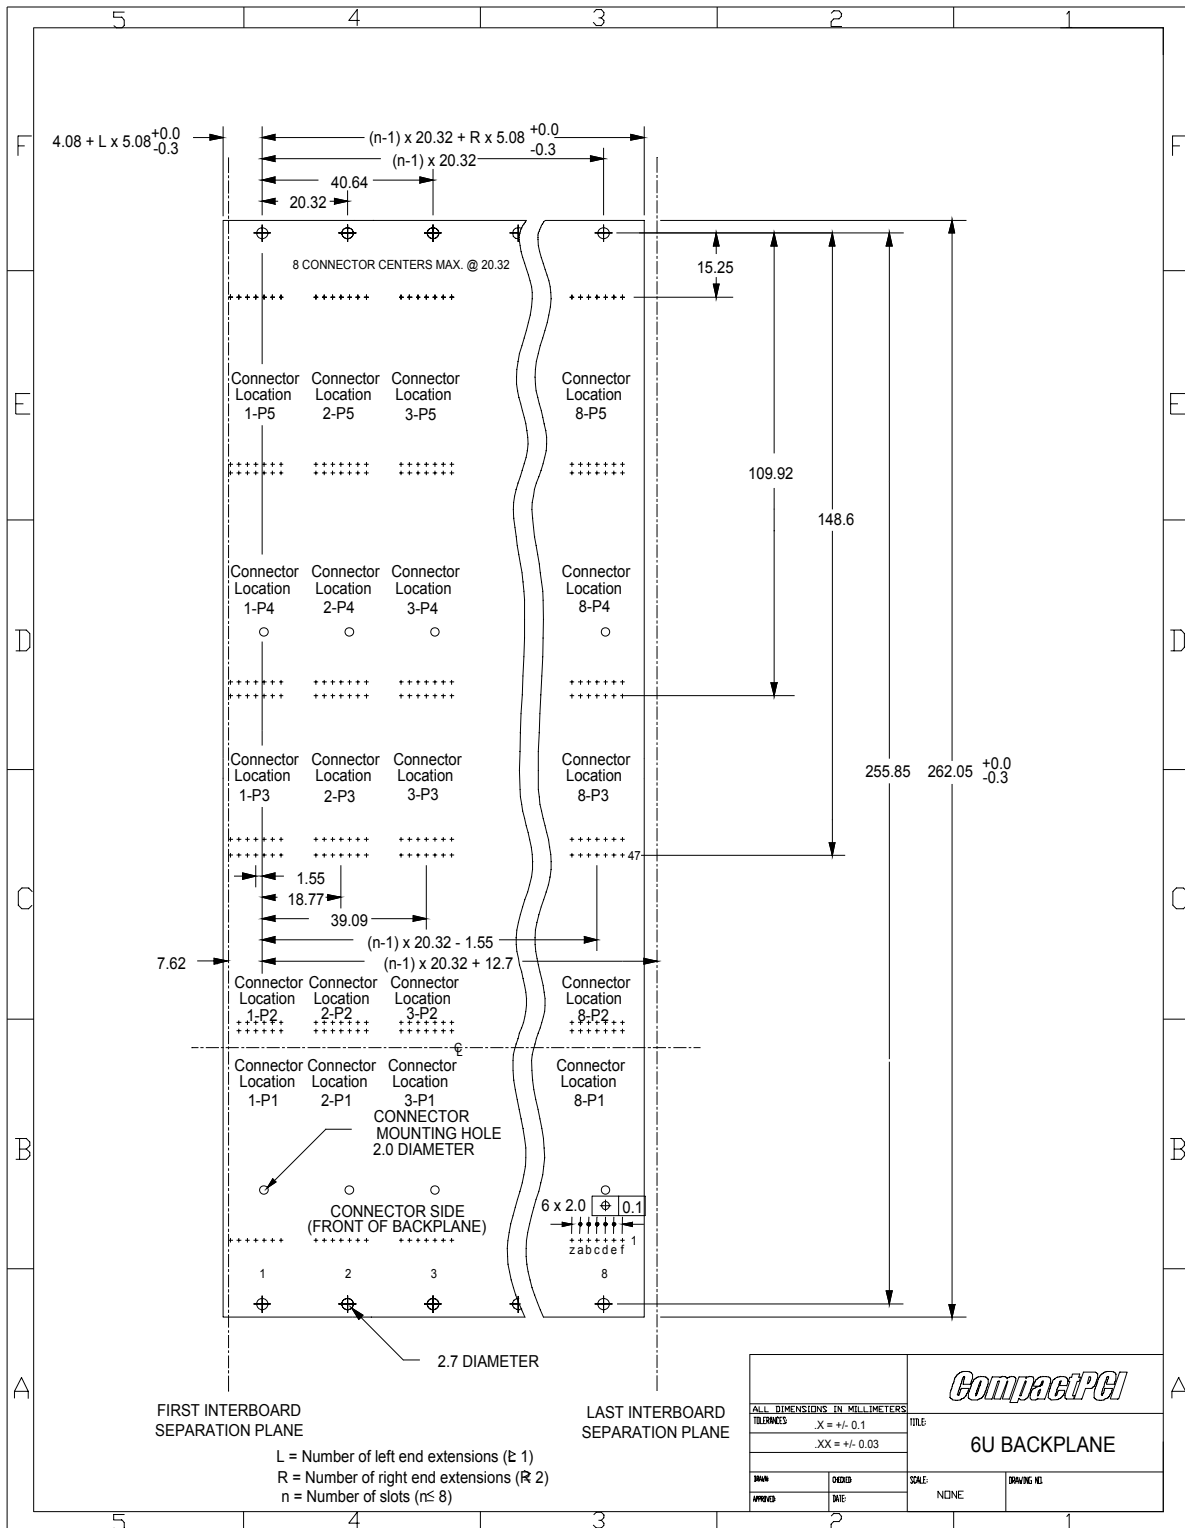 5 4 3 2 1
F F
4.08 + L x 5.08 +0.0 -0.3
(n-1) x 20.32 + R x 5.08 +0.0 -0.3
(n-1) x 20.32
40.64
20.32
8 CONNECTOR CENTERS MAX. @ 20.32
15.25
E E
Connector Location 1-P5
Connector Location 2-P5
Connector Location 3-P5
Connector Location 8-P5
109.92
148.6
Connector Location 1-P4
Connector Location 2-P4
Connector Location 3-P4
Connector Location 8-P4
D D
Connector Location 1-P3
Connector Location 2-P3
Connector Location 3-P3
Connector Location 8-P3
255.85
262.05 +0.0 -0.3
47
C C
1.55
18.77
39.09
(n-1) x 20.32 - 1.55
7.62
(n-1) x 20.32 + 12.7
Connector Location 1-P2
Connector Location 2-P2
Connector Location 3-P2
Connector Location 8-P2
CL
Connector Location 1-P1
Connector Location 2-P1
Connector Location 3-P1
Connector Location 8-P1
CONNECTOR
MOUNTING HOLE
2.0 DIAMETER
B B
CONNECTOR SIDE
(FRONT OF BACKPLANE)
6 x 2.0
0.1
1
z a b c d e f
1 2 3 8
2.7 DIAMETER
A A
FIRST INTERBOARD
SEPARATION PLANE
LAST INTERBOARD
SEPARATION PLANE
L = Number of left end extensions (L≥ 1)
R = Number of right end extensions (R≥ 2)
n = Number of slots (n≤ 8)
CompactPCI
ALL DIMENSIONS IN MILLIMETERS
TOLERANCES:
.X = +/- 0.1
.XX = +/- 0.03
TITLE:
6U BACKPLANE
DRAWN:
CHECKED:
SCALE:
NONE
DRAWING NO.
APPROVED:
DATE:
5 4 3 2 1